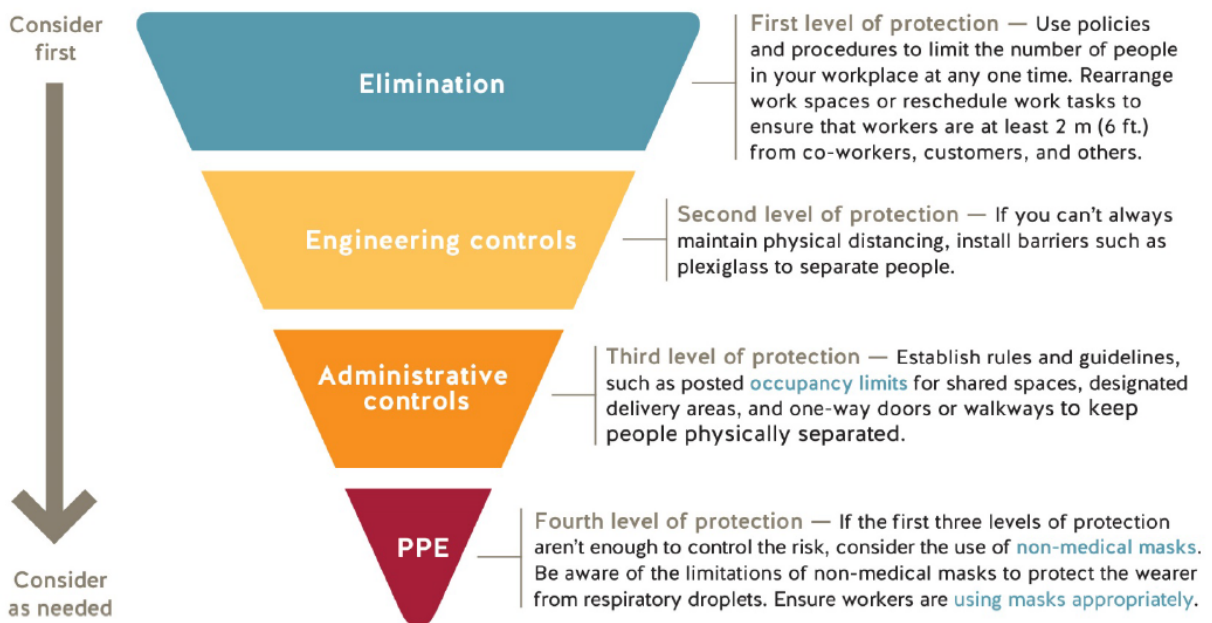 Consider
first
Elimination
First level of protection — Use policies
and procedures to limit the number of people
in your workplace at any one time. Rearrange
work spaces or reschedule work tasks to
ensure that workers are at least 2 m (6 ft.)
from co-workers, customers, and others.
Engineering controls
Second level of protection — If you can't always
maintain physical distancing, install barriers such as
plexiglass to separate people.
Administrative
controls
Third level of protection — Establish rules and guidelines,
such as posted occupancy limits for shared spaces, designated
delivery areas, and one-way doors or walkways to keep
people physically separated.
PPE
Fourth level of protection — If the first three levels of protection
aren't enough to control the risk, consider the use of non-medical masks.
Be aware of the limitations of non-medical masks to protect the wearer
from respiratory droplets. Ensure workers are using masks appropriately.
Consider
as needed